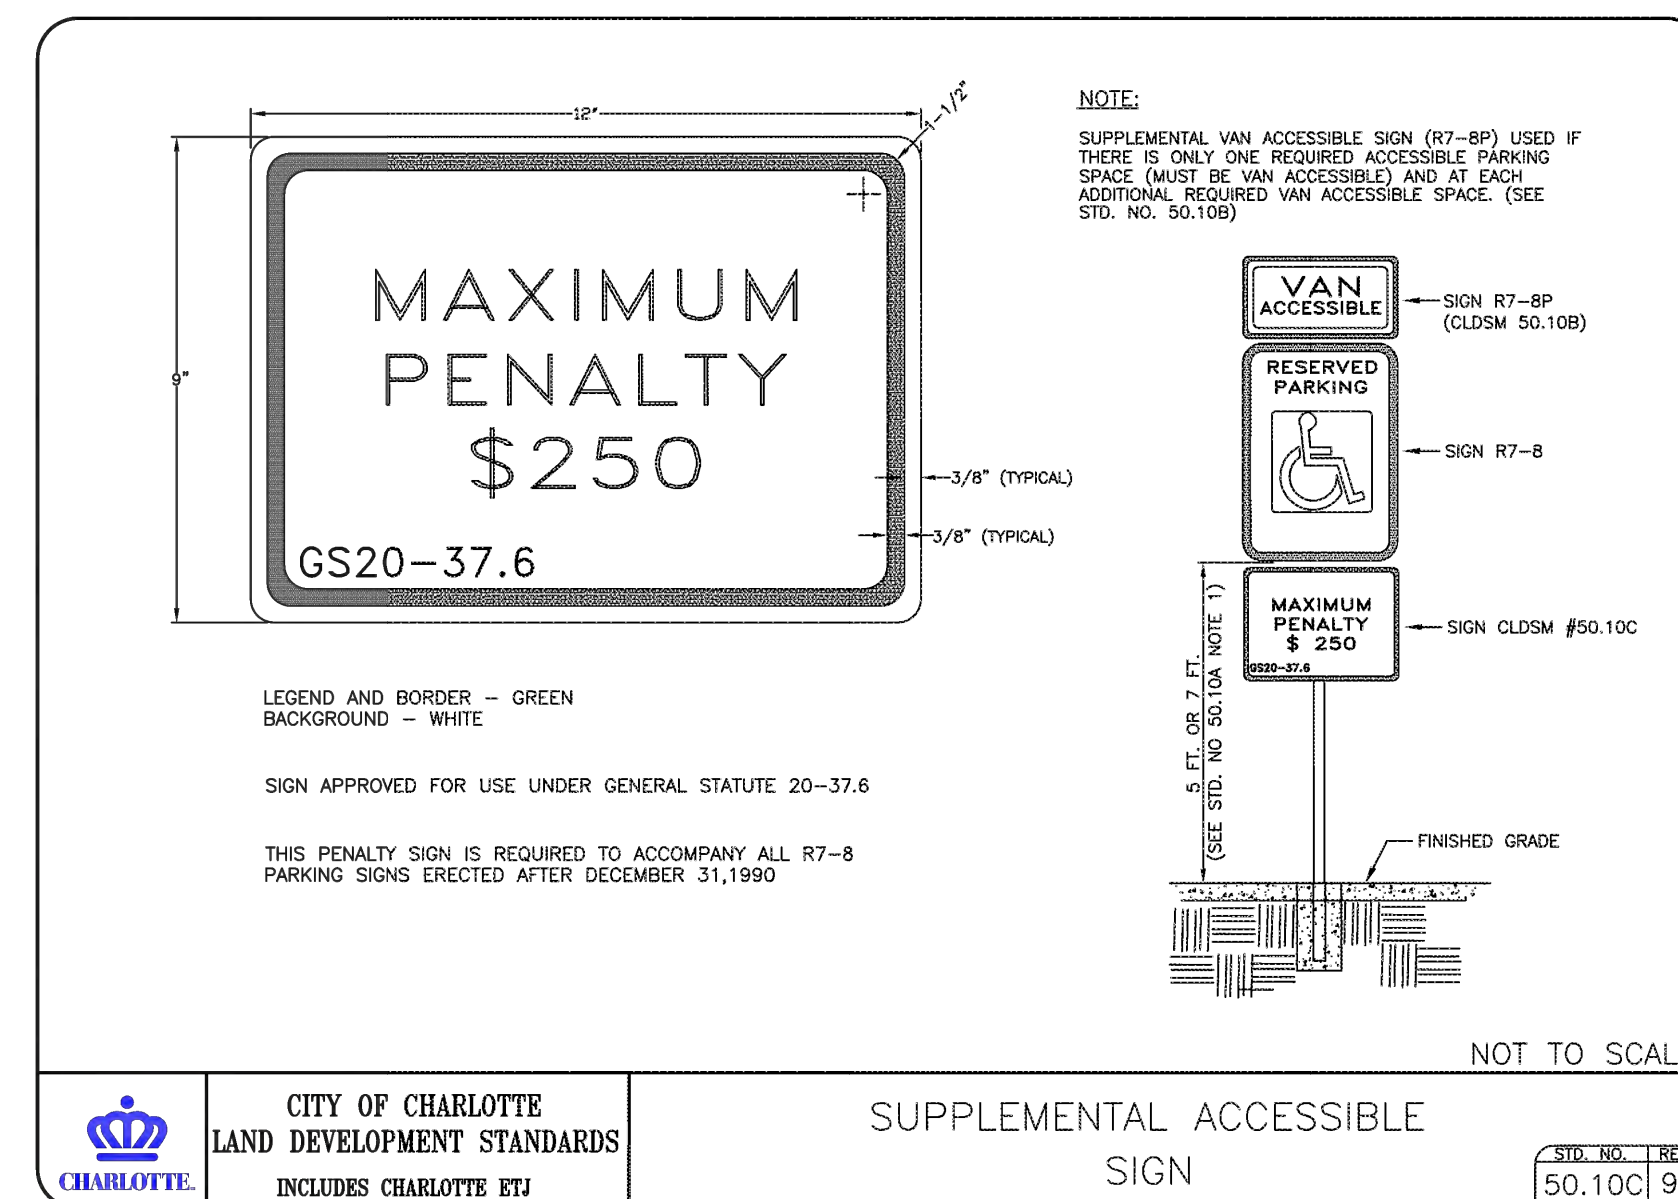 12"
1-1/2"
9"
MAXIMUM
PENALTY
$250
GS20-37.6
3/8" (TYPICAL)
3/8" (TYPICAL)
LEGEND AND BORDER - GREEN
BACKGROUND - WHITE
SIGN APPROVED FOR USE UNDER GENERAL STATUTE 20-37.6
THIS PENALTY SIGN IS REQUIRED TO ACCOMPANY ALL R7-8
PARKING SIGNS ERECTED AFTER DECEMBER 31,1990
NOTE:
SUPPLEMENTAL VAN ACCESSIBLE SIGN (R7-8P) USED IF
THERE IS ONLY ONE REQUIRED ACCESSIBLE PARKING
SPACE (MUST BE VAN ACCESSIBLE) AND AT EACH
ADDITIONAL REQUIRED VAN ACCESSIBLE SPACE. (SEE
STD. NO. 50.10B)
VAN
ACCESSIBLE
SIGN R7-8P
(CLDSM 50.10B)
RESERVED
PARKING
SIGN R7-8
MAXIMUM
PENALTY
$ 250
GS20-37.6
SIGN CLDSM #50.10C
5 FT. OR 7 FT.
(SEE STD. NO 50.10A NOTE 1)
FINISHED GRADE
NOT TO SCAL
CHARLOTTE.
CITY OF CHARLOTTE
LAND DEVELOPMENT STANDARDS
INCLUDES CHARLOTTE ETJ
SUPPLEMENTAL ACCESSIBLE
SIGN
STD. NO. RE
50.10C 9